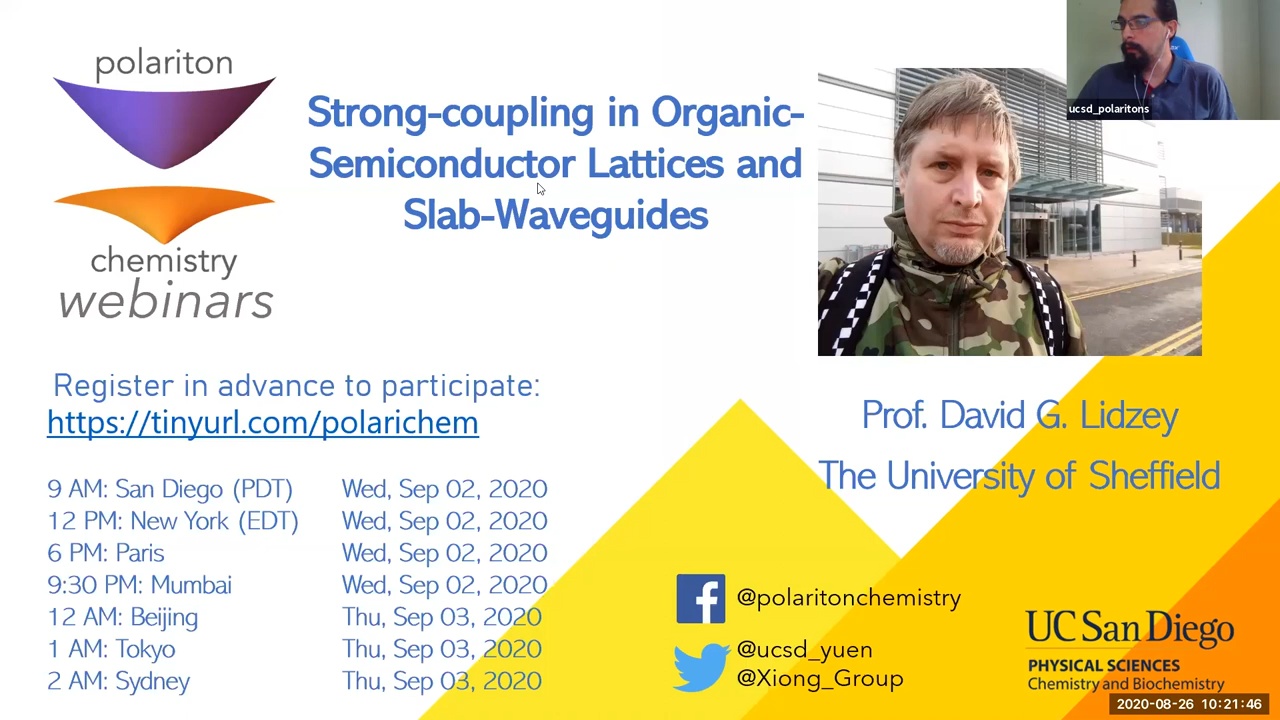 polariton
chemistry
webinars
Strong-coupling in Organic-
Semiconductor Lattices and
Slab-Waveguides
ucsd_polaritons
Register in advance to participate:
https://tinyurl.com/polarichem
9 AM: San Diego (PDT) Wed, Sep 02, 2020
12 PM: New York (EDT) Wed, Sep 02, 2020
6 PM: Paris Wed, Sep 02, 2020
9:30 PM: Mumbai Wed, Sep 02, 2020
12 AM: Beijing Thu, Sep 03, 2020
1 AM: Tokyo Thu, Sep 03, 2020
2 AM: Sydney Thu, Sep 03, 2020
Prof. David G. Lidzey
The University of Sheffield
@polaritonchemistry
@ucsd_yuen
@Xiong_Group
UC San Diego
PHYSICAL SCIENCES
Chemistry and Biochemistry
2020-08-26 10:21:46